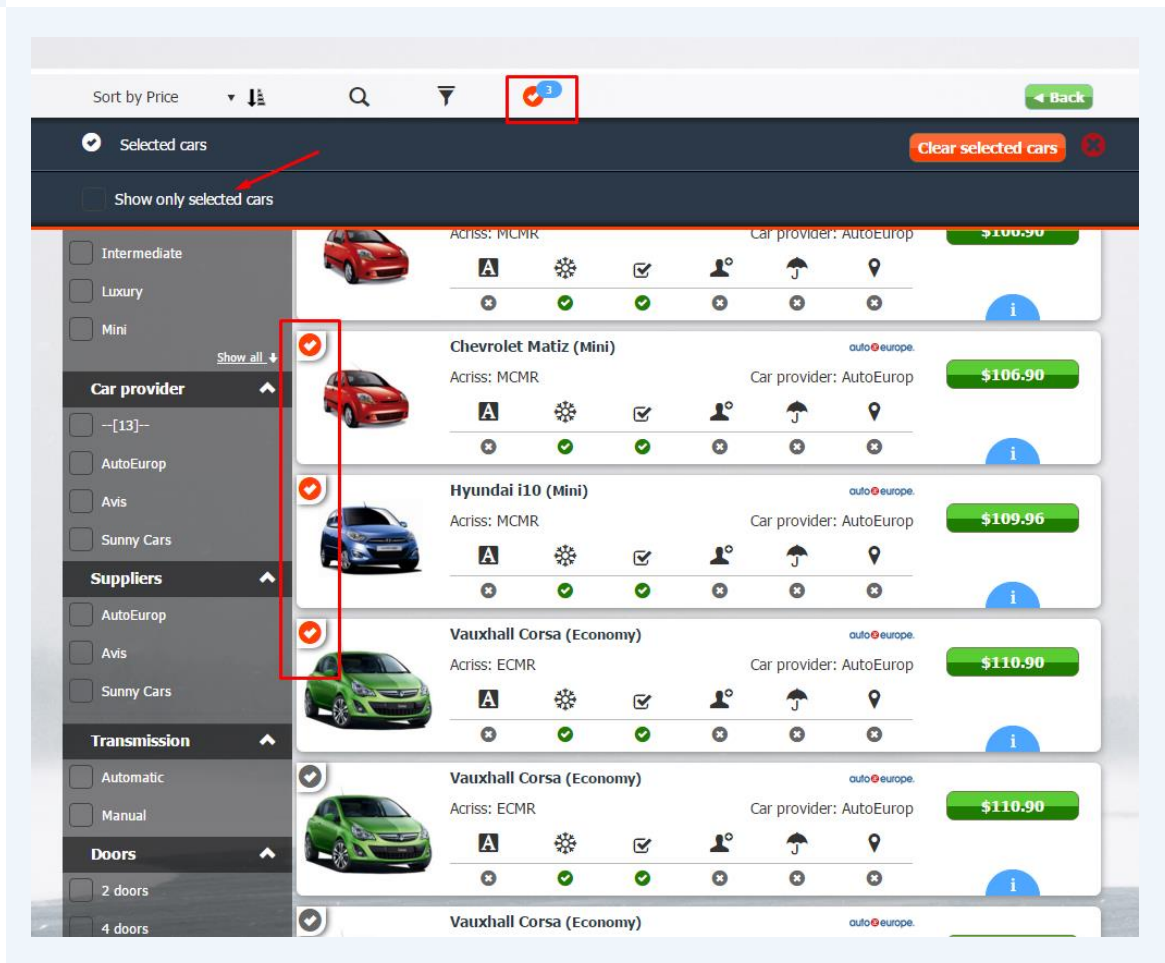 Sort by Price
3
Back
Selected cars
Clear selected cars
Show only selected cars
Intermediate
Luxury
Mini
Show all
Car provider
--[13]--
AutoEurop
Avis
Sunny Cars
Suppliers
AutoEurop
Avis
Sunny Cars
Transmission
Automatic
Manual
Doors
2 doors
4 doors
Acriss: MCMR
Car provider: AutoEurop
$106.90
A
i
Chevrolet Matiz (Mini)
auto europe.
Acriss: MCMR
Car provider: AutoEurop
$106.90
A
i
Hyundai i10 (Mini)
auto europe.
Acriss: MCMR
Car provider: AutoEurop
$109.96
A
i
Vauxhall Corsa (Economy)
auto europe.
Acriss: ECMR
Car provider: AutoEurop
$110.90
A
i
Vauxhall Corsa (Economy)
auto europe.
Acriss: ECMR
Car provider: AutoEurop
$110.90
A
i
Vauxhall Corsa (Economy)
auto europe.